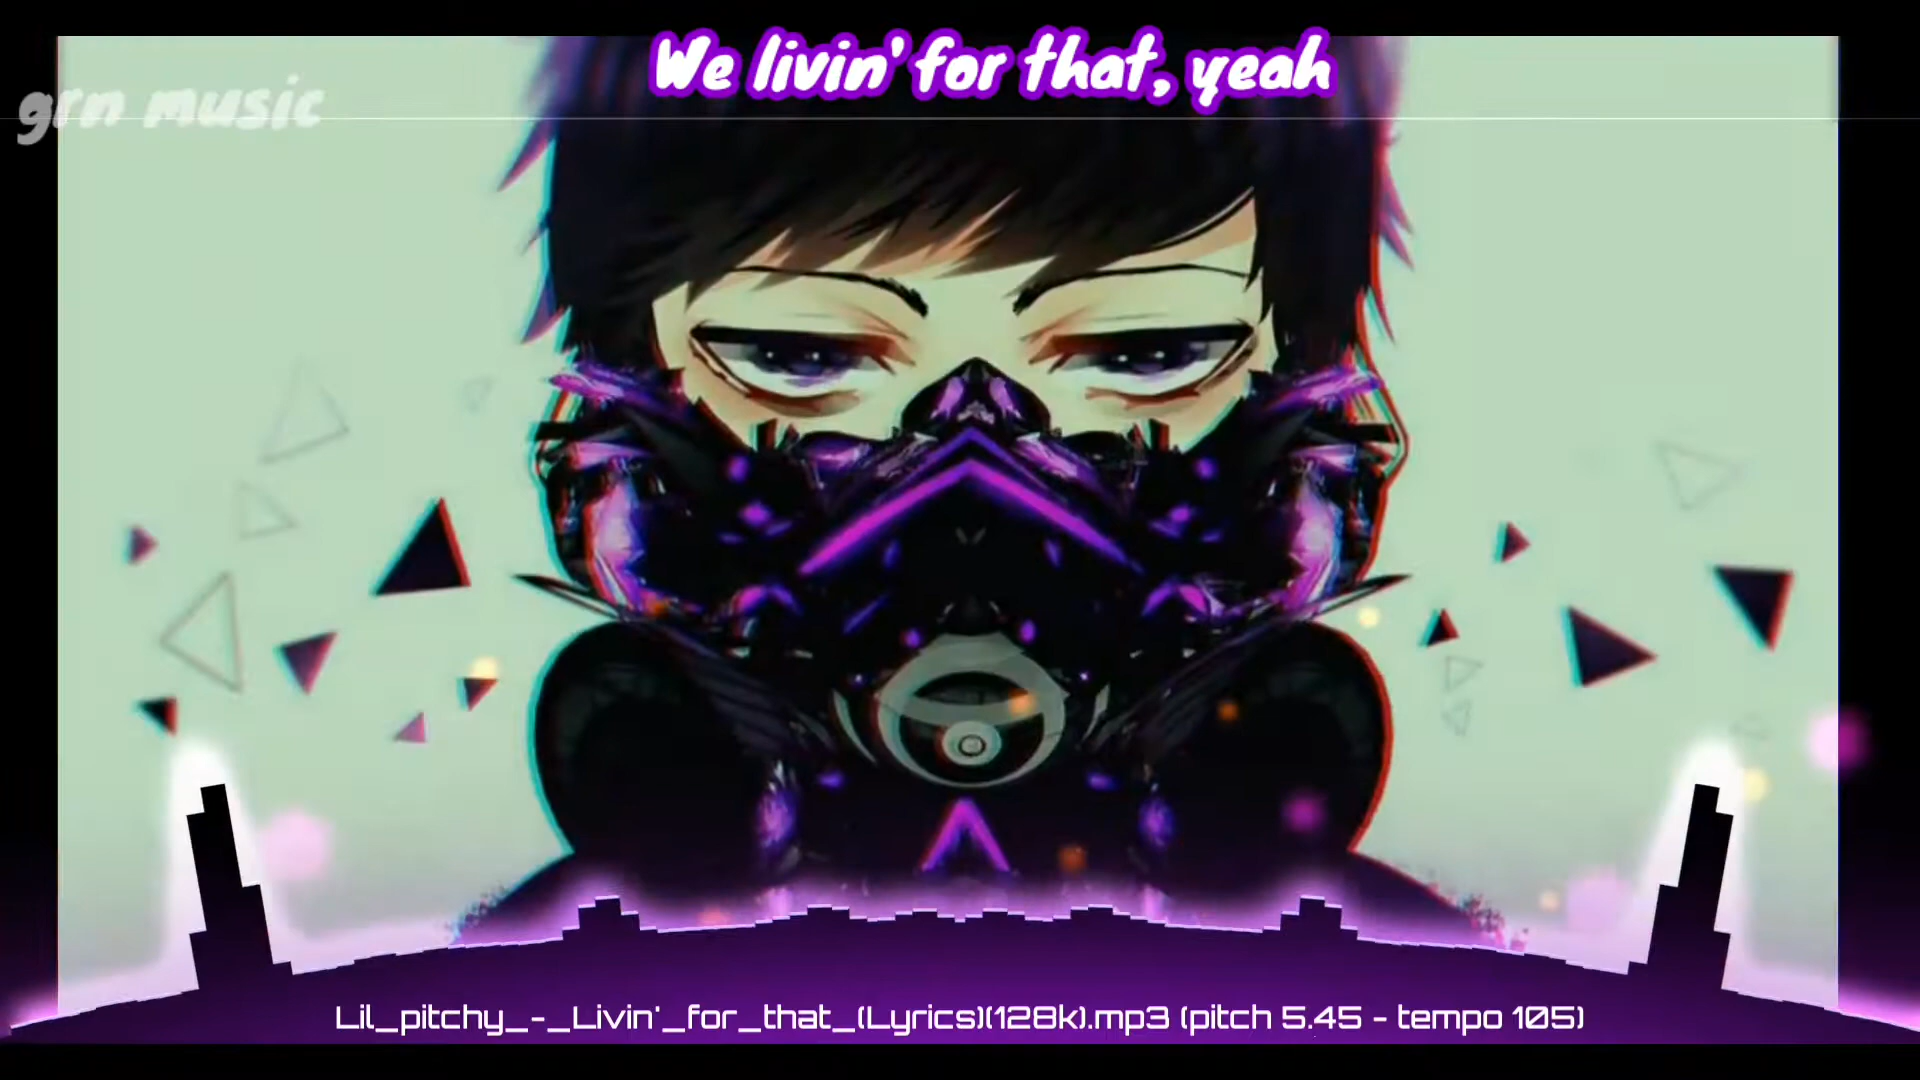 We livin' for that, yeah
grn music
Lil_pitchy_-_Livin'_for_that_(Lyrics)(128k).mp3 (pitch 5.45 - tempo 105)